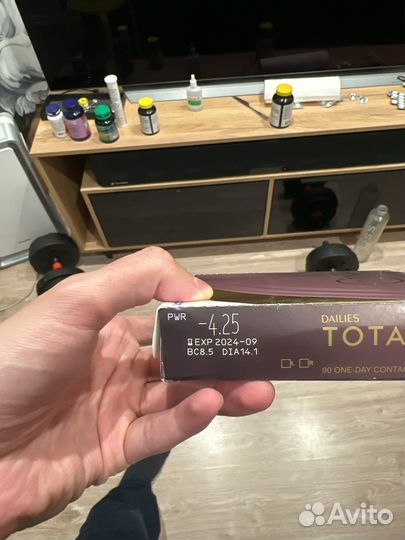 PWR -4.25
EXP 2024-09
BC8.5 DIA14.1
DAILIES
TOTA
L R
90 ONE-DAY CONTA
Avito